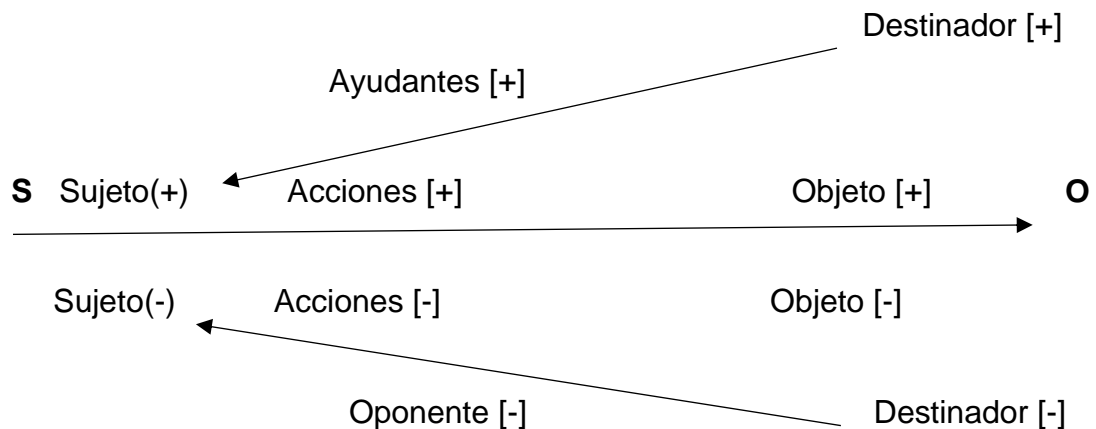 Destinador [+]
Ayudantes [+]
S Sujeto(+) Acciones [+] Objeto [+] O
Sujeto(-) Acciones [-] Objeto [-]
Oponente [-] Destinador [-]